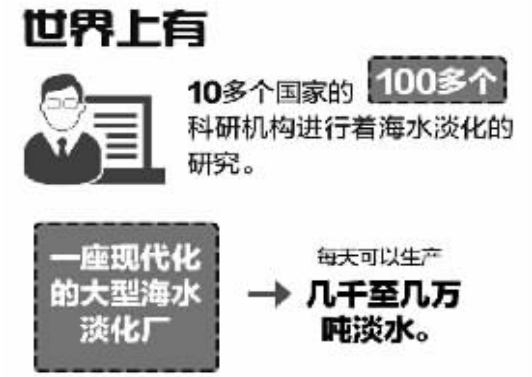 世界上有
10多个国家的 100多个
科研机构进行着海水淡化的
研究。
一座现代化
的大型海水
淡化厂
每天可以生产
几千至几万
吨淡水。